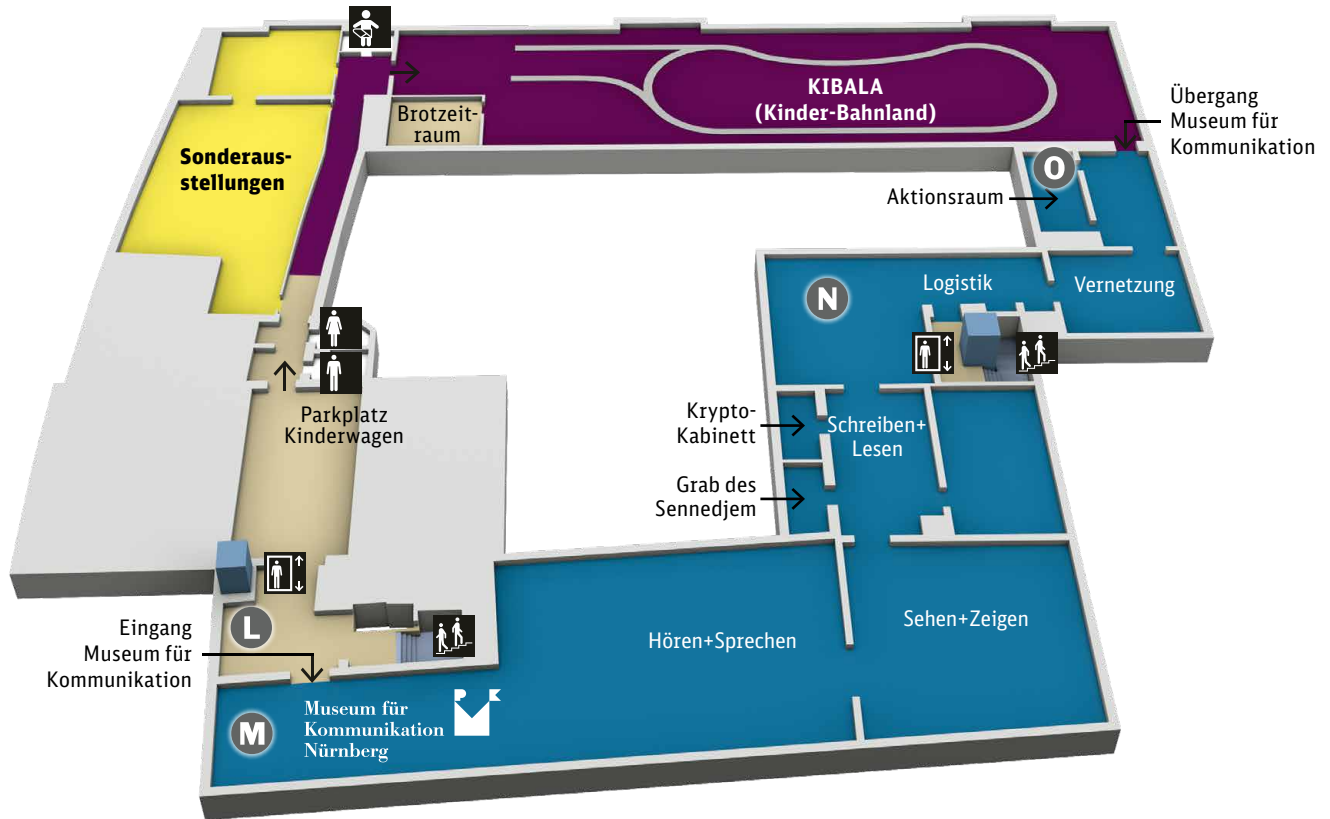 KIBALA
(Kinder-Bahnland)
Brotzeit-
raum
Übergang
Museum für
Kommunikation
Sonderaus-
stellungen
O
Aktionsraum
N
Logistik
Vernetzung
Parkplatz
Kinderwagen
Krypto-
Kabinett
Schreiben+
Lesen
Grab des
Sennedjem
L
Eingang
Museum für
Kommunikation
Hören+Sprechen
Sehen+Zeigen
M
Museum für
Kommunikation
Nürnberg
P K